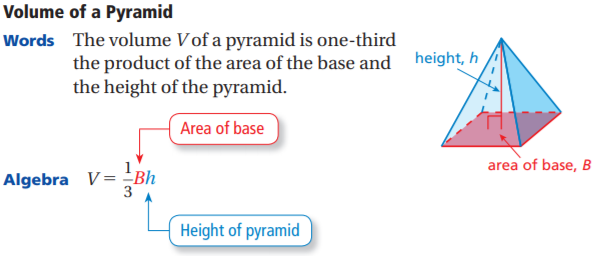 Volume of a Pyramid
Words The volume V of a pyramid is one-third
the product of the area of the base and
the height of the pyramid.
height, h
area of base, B
Area of base
Algebra V = 1/3 Bh
Height of pyramid